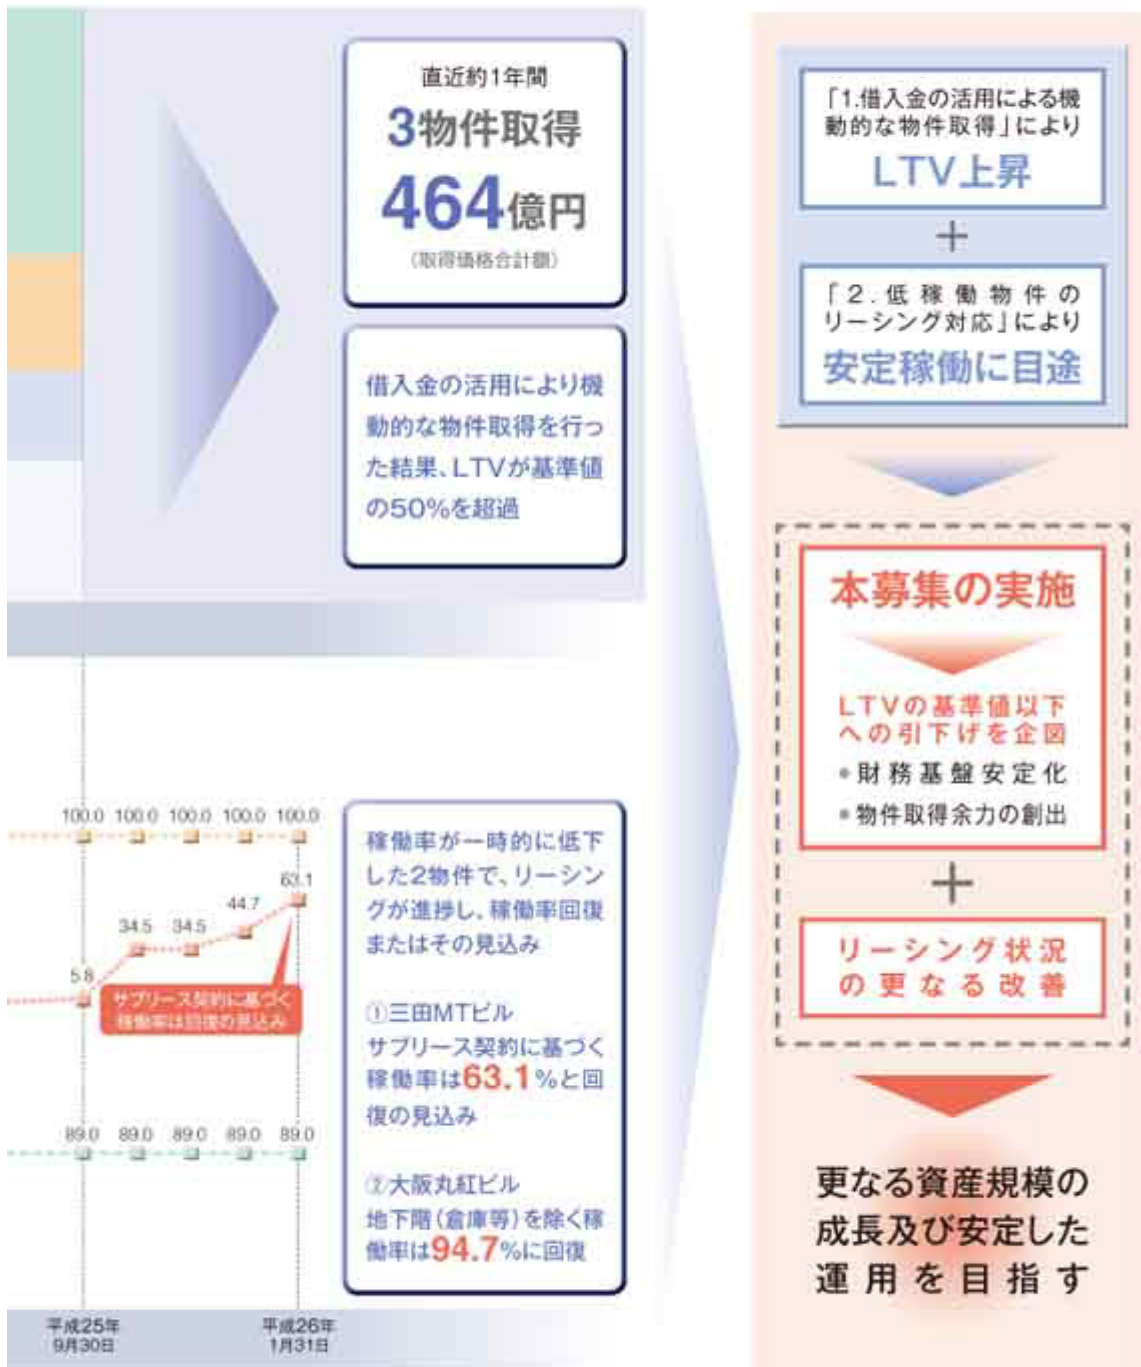 直近約1年間
3物件取得
464億円
(取得価格合計額)
借入金の活用により機
動的な物件取得を行っ
た結果、LTVが基準値
の50%を超過
「1.借入金の活用による機
動的な物件取得」により
LTV上昇
+
「2.低稼働物件の
リーシング対応」により
安定稼働に目途
本募集の実施
LTVの基準値以下
への引下げを企図
●財務基盤安定化
●物件取得余力の創出
+
リーシング状況
の更なる改善
更なる資産規模の
成長及び安定した
運用を目指す
100.0 100.0 100.0 100.0 100.0
63.1
44.7
34.5 34.5
5.8
サブリース契約に基づく
稼働率は回復の見込み
89.0 89.0 89.0 89.0 89.0
平成25年
9月30日
平成26年
1月31日
稼働率が一時的に低下
した2物件で、リーシン
グが進捗し、稼働率回復
またはその見込み
①三田MTビル
サブリース契約に基づく
稼働率は63.1%と回
復の見込み
②大阪丸紅ビル
地下階(倉庫等)を除く稼
働率は94.7%に回復